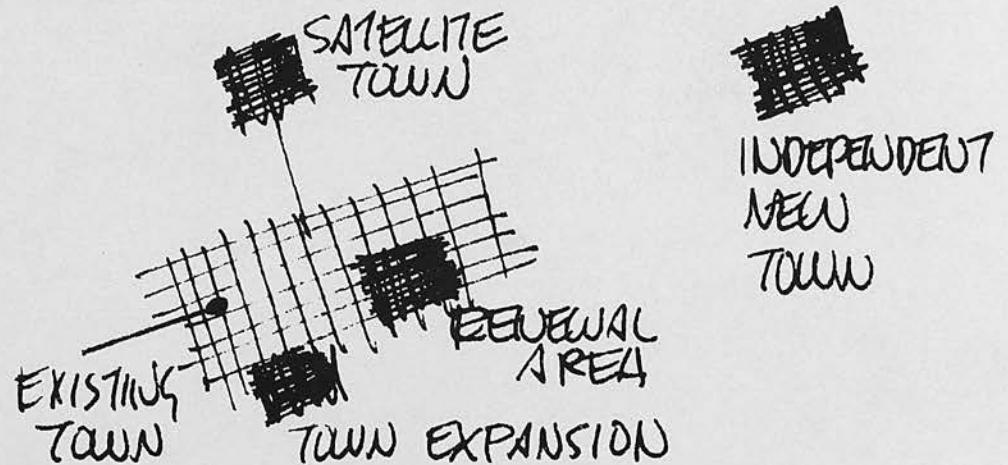 SATELLITE
TOWN
INDEPENDENT
NEW
TOWN
RENEWAL
AREA
EXISTING
TOWN
TOWN EXPANSION